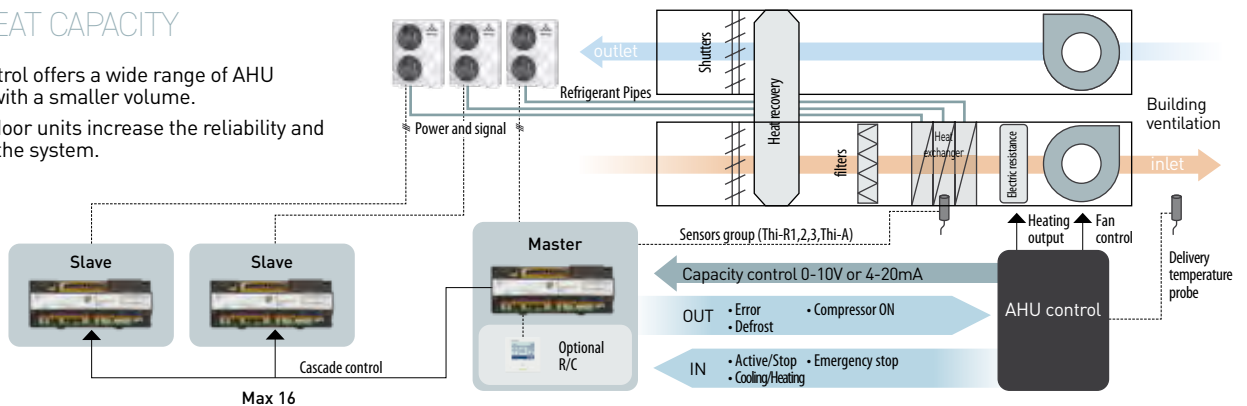 EAT CAPACITY
trol offers a wide range of AHU
with a smaller volume.
door units increase the reliability and
the system.
outlet
Shutters
Heat recovery
Refrigerant Pipes
Power and signal
filters
Heat
exchanger
Electric resistance
Building
ventilation
inlet
Slave
Slave
Master
Sensors group (Thi-R1,2,3,Thi-A)
Heating
output
Fan
control
Delivery
temperature
probe
Capacity control 0-10V or 4-20mA
AHU control
OUT
• Error
• Compressor ON
• Defrost
Optional
R/C
IN
• Active/Stop
• Emergency stop
• Cooling/Heating
Cascade control
Max 16